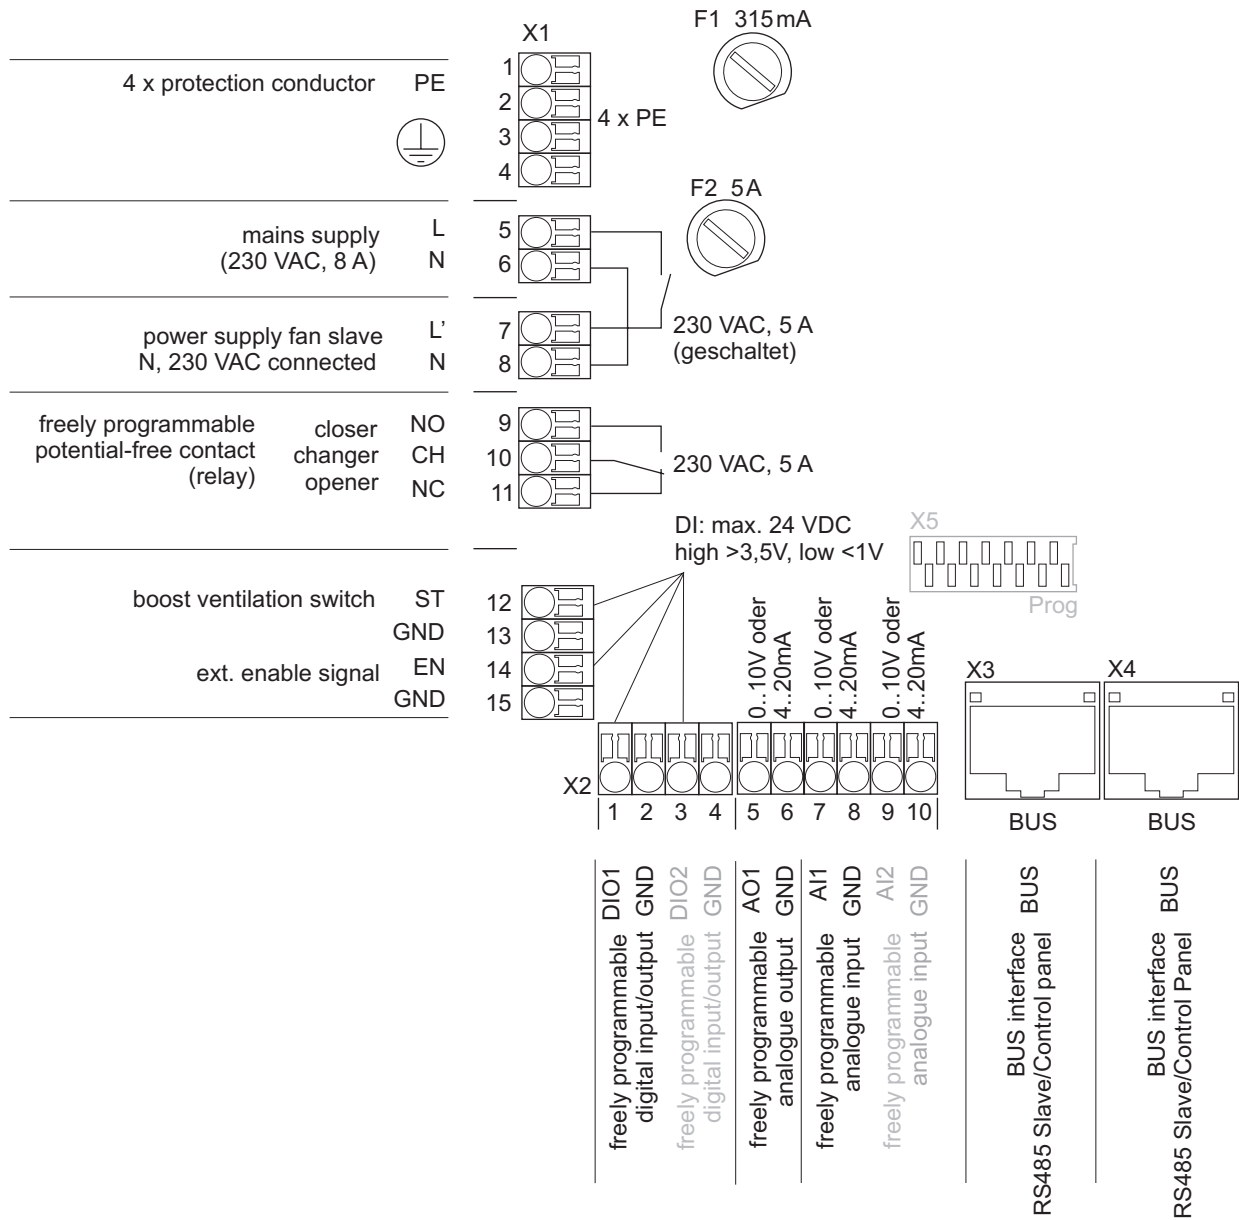 F1 315mA
X1
4 x protection conductor PE
1
2
3
4
4 x PE
F2 5A
mains supply L
(230 VAC, 8 A) N
5
6
power supply fan slave L'
N, 230 VAC connected N
7
8
230 VAC, 5 A
(geschaltet)
freely programmable
potential-free contact
(relay)
closer NO
changer CH
opener NC
9
10
11
230 VAC, 5 A
DI: max. 24 VDC
high >3,5V, low <1V
X5
Prog
boost ventilation switch ST
GND
ext. enable signal EN
GND
12
13
14
15
0..10V oder
4..20mA
0..10V oder
4..20mA
0..10V oder
4..20mA
X3
X4
X2
1 2 3 4 5 6 7 8 9 10
BUS
BUS
freely programmable DIO1
digital input/output GND
freely programmable DIO2
digital input/output GND
freely programmable AO1
analogue output GND
freely programmable AI1
analogue input GND
freely programmable AI2
analogue input GND
BUS interface BUS
RS485 Slave/Control panel
BUS interface BUS
RS485 Slave/Control Panel